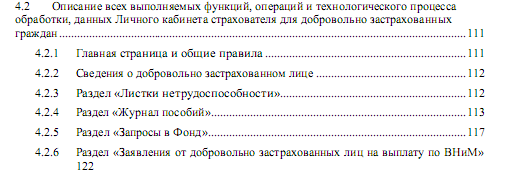 4.2 Описание всех выполняемых функций, операций и технологического процесса
обработки, данных Личного кабинета страхователя для добровольно застрахованных
граждан ........................................................................................................................................ 111
4.2.1 Главная страница и общие правила ............................................................................ 111
4.2.2 Сведения о добровольно застрахованном лице .................................................... 112
4.2.3 Раздел «Листки нетрудоспособности»................................................................ 112
4.2.4 Раздел «Журнал пособий»...................................................................................... 113
4.2.5 Раздел «Запросы в Фонд»....................................................................................... 117
4.2.6 Раздел «Заявления от добровольно застрахованных лиц на выплату по ВНиМ»
122